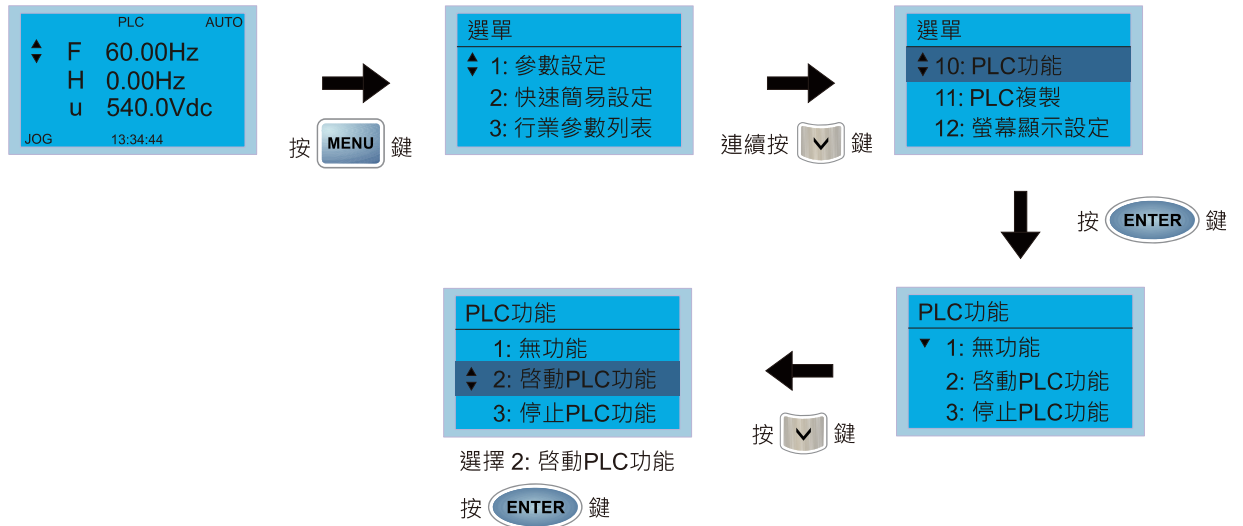 PLC AUTO
F 60.00Hz
H 0.00Hz
u 540.0Vdc
JOG 13:34:44
按 MENU 鍵
選單
1: 參數設定
2: 快速簡易設定
3: 行業參數列表
連續按 鍵
選單
10: PLC功能
11: PLC複製
12: 螢幕顯示設定
按 ENTER 鍵
PLC功能
1: 無功能
2: 啓動PLC功能
3: 停止PLC功能
按 鍵
PLC功能
1: 無功能
2: 啓動PLC功能
3: 停止PLC功能
選擇 2: 啓動PLC功能
按 ENTER 鍵